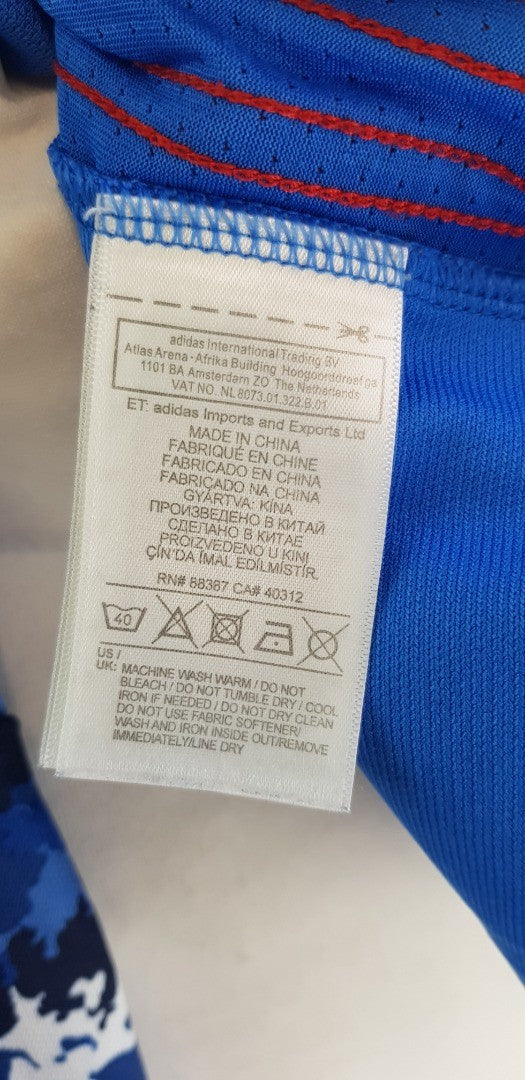 adidas International Trading BV
Atlas Arena - Afrika Building Hoogoorddreef 9a
1101 BA Amsterdam ZO The Netherlands
VAT NO. NL8073.01.322.B.01
ET: adidas Imports and Exports Ltd
MADE IN CHINA
FABRIQUÉ EN CHINE
FABRICADO EN CHINA
FABRICADO NA CHINA
GYÁRTVA: KÍNA
ПРОИЗВЕДЕНО В КИТАЙ
СДЕЛАНО В КИТАЕ
PROIZVEDENO U KINI
ÇİN'DA İMAL EDİLMİŞTİR.
RN# 88387 CA# 40312
40
US /
UK: MACHINE WASH WARM / DO NOT
BLEACH / DO NOT TUMBLE DRY / COOL
IRON IF NEEDED / DO NOT DRY CLEAN
DO NOT USE FABRIC SOFTENER/
WASH AND IRON INSIDE OUT/REMOVE
IMMEDIATELY/LINE DRY